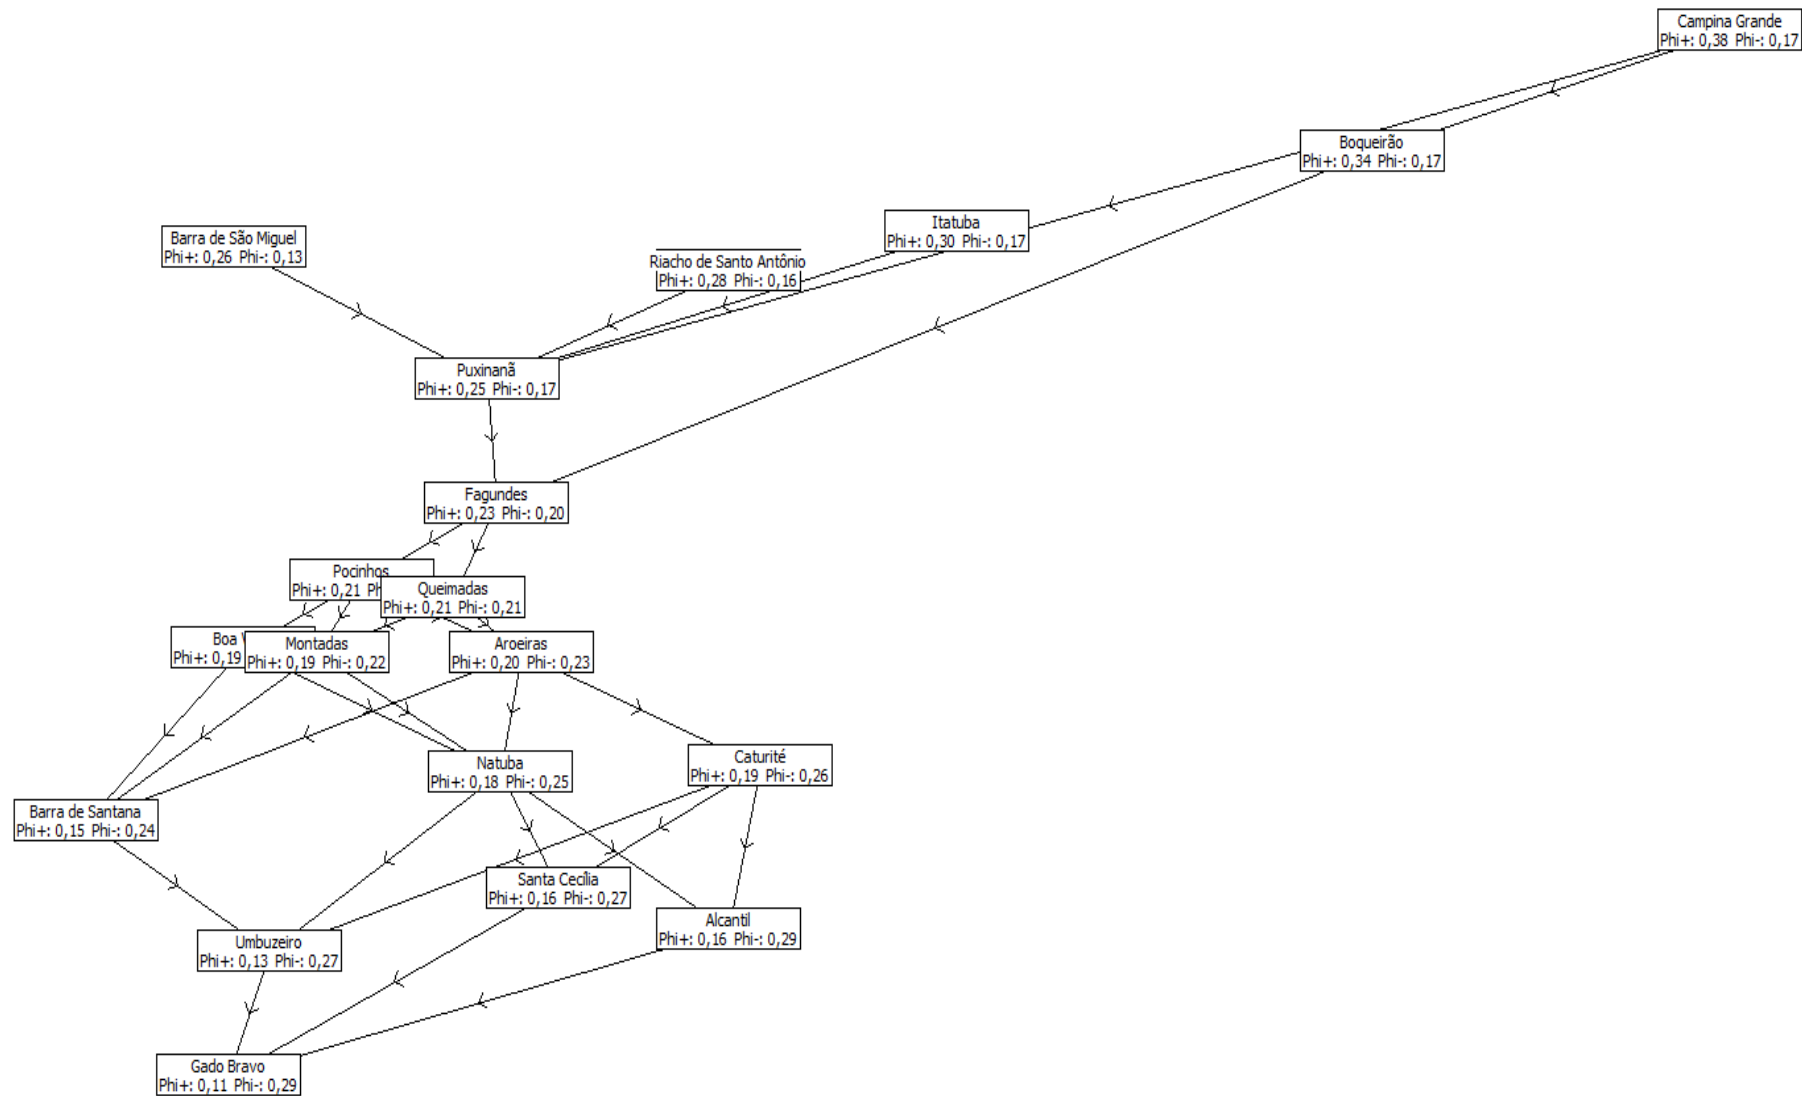 Campina Grande
Phi+: 0,38 Phi-: 0,17
Boqueirão
Phi+: 0,34 Phi-: 0,17
Itatuba
Phi+: 0,30 Phi-: 0,17
Barra de São Miguel
Phi+: 0,26 Phi-: 0,13
Riacho de Santo Antônio
Phi+: 0,28 Phi-: 0,16
Puxinanã
Phi+: 0,25 Phi-: 0,17
Fagundes
Phi+: 0,23 Phi-: 0,20
Pocinhos
Phi+: 0,21
Queimadas
Phi+: 0,21 Phi-: 0,21
Boa
Phi+: 0,19
Montadas
Phi+: 0,19 Phi-: 0,22
Aroeiras
Phi+: 0,20 Phi-: 0,23
Natuba
Phi+: 0,18 Phi-: 0,25
Caturité
Phi+: 0,19 Phi-: 0,26
Barra de Santana
Phi+: 0,15 Phi-: 0,24
Santa Cecília
Phi+: 0,16 Phi-: 0,27
Alcantil
Phi+: 0,16 Phi-: 0,29
Umbuzeiro
Phi+: 0,13 Phi-: 0,27
Gado Bravo
Phi+: 0,11 Phi-: 0,29